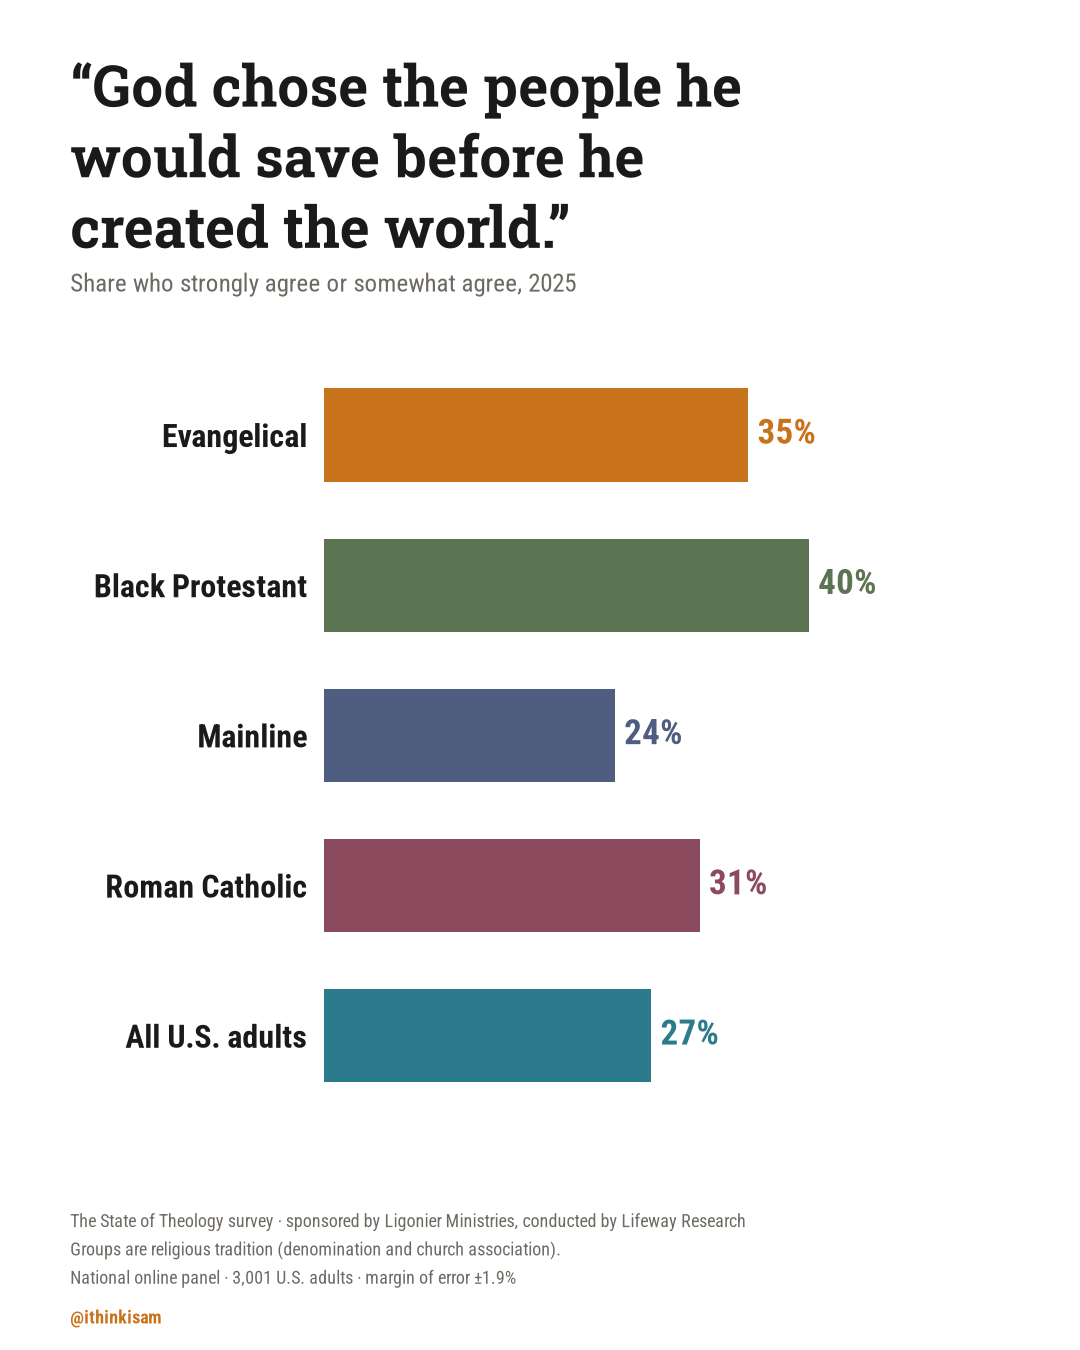 “God chose the people he
would save before he
created the world.”
Share who strongly agree or somewhat agree, 2025
Evangelical
35%
Black Protestant
40%
Mainline
24%
Roman Catholic
31%
All U.S. adults
27%
The State of Theology survey · sponsored by Ligonier Ministries, conducted by Lifeway Research
Groups are religious tradition (denomination and church association).
National online panel · 3,001 U.S. adults · margin of error ±1.9%
@ithinkisam